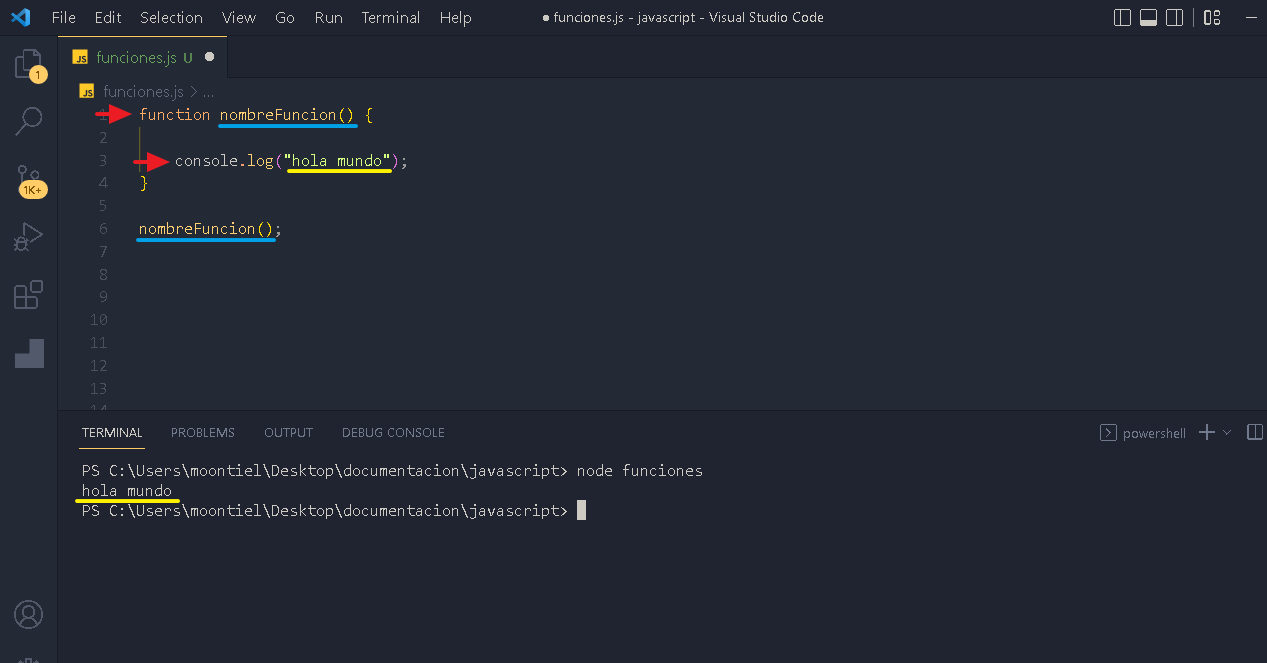 File Edit Selection View Go Run Terminal Help ● funciones.js - javascript - Visual Studio Code
JS funciones.js U ●
JS funciones.js > ...
1 function nombreFuncion() {
2
3 console.log("hola mundo");
4 }
5
6 nombreFuncion();
7
8
9
10
11
12
13
14
1
1K+
TERMINAL PROBLEMS OUTPUT DEBUG CONSOLE powershell
PS C:\Users\moontiel\Desktop\documentacion\javascript> node funciones
hola mundo
PS C:\Users\moontiel\Desktop\documentacion\javascript>